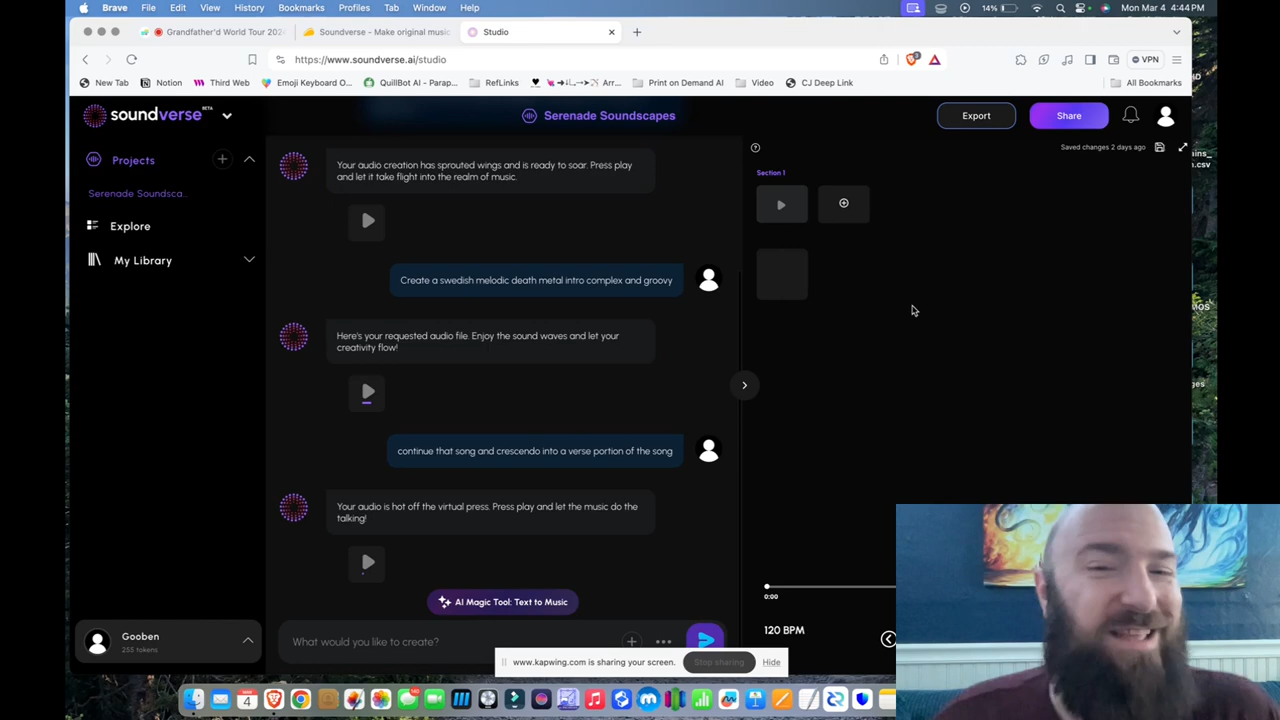 Brave File Edit View History Bookmarks Profiles Tab Window Help 14% Mon Mar 4 4:44 PM
Grandfather'd World Tour 202 Soundverse - Make original music Studio
https://www.soundverse.ai/studio VPN
New Tab Notion Third Web Emoji Keyboard O... QuillBot AI - Parap... RefLinks Arr... Print on Demand AI Video CJ Deep Link All Bookmarks
soundverse BETA Serenade Soundscapes Export Share
Projects
Serenade Soundsca..
Explore
My Library
Gooben
255 tokens
Your audio creation has sprouted wings and is ready to soar. Press play
and let it take flight into the realm of music.
Create a swedish melodic death metal intro complex and groovy
Here's your requested audio file. Enjoy the sound waves and let your
creativity flow!
continue that song and crescendo into a verse portion of the song
Your audio is hot off the virtual press. Press play and let the music do the
talking!
AI Magic Tool: Text to Music
What would you like to create?
Saved changes 2 days ago
Section 1
0:00
120 BPM
www.kapwing.com is sharing your screen. Stop sharing Hide